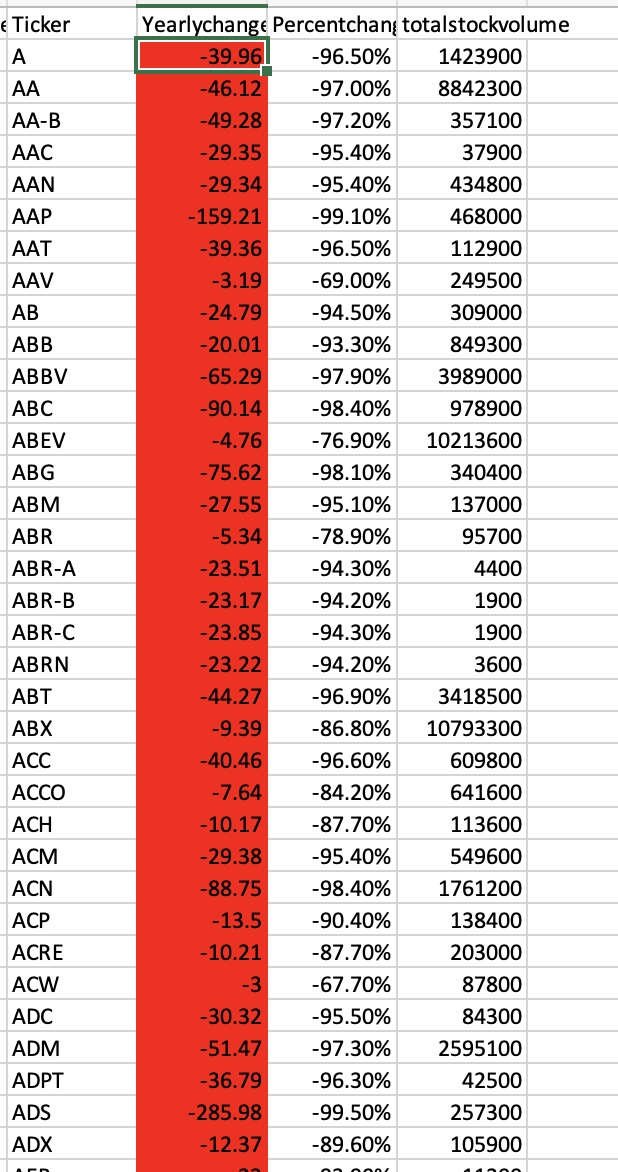 e Ticker Yearlychange Percentchang totalstockvolume
A -39.96 -96.50% 1423900
AA -46.12 -97.00% 8842300
AA-B -49.28 -97.20% 357100
AAC -29.35 -95.40% 37900
AAN -29.34 -95.40% 434800
AAP -159.21 -99.10% 468000
AAT -39.36 -96.50% 112900
AAV -3.19 -69.00% 249500
AB -24.79 -94.50% 309000
ABB -20.01 -93.30% 849300
ABBV -65.29 -97.90% 3989000
ABC -90.14 -98.40% 978900
ABEV -4.76 -76.90% 10213600
ABG -75.62 -98.10% 340400
ABM -27.55 -95.10% 137000
ABR -5.34 -78.90% 95700
ABR-A -23.51 -94.30% 4400
ABR-B -23.17 -94.20% 1900
ABR-C -23.85 -94.30% 1900
ABRN -23.22 -94.20% 3600
ABT -44.27 -96.90% 3418500
ABX -9.39 -86.80% 10793300
ACC -40.46 -96.60% 609800
ACCO -7.64 -84.20% 641600
ACH -10.17 -87.70% 113600
ACM -29.38 -95.40% 549600
ACN -88.75 -98.40% 1761200
ACP -13.5 -90.40% 138400
ACRE -10.21 -87.70% 203000
ACW -3 -67.70% 87800
ADC -30.32 -95.50% 84300
ADM -51.47 -97.30% 2595100
ADPT -36.79 -96.30% 42500
ADS -285.98 -99.50% 257300
ADX -12.37 -89.60% 105900